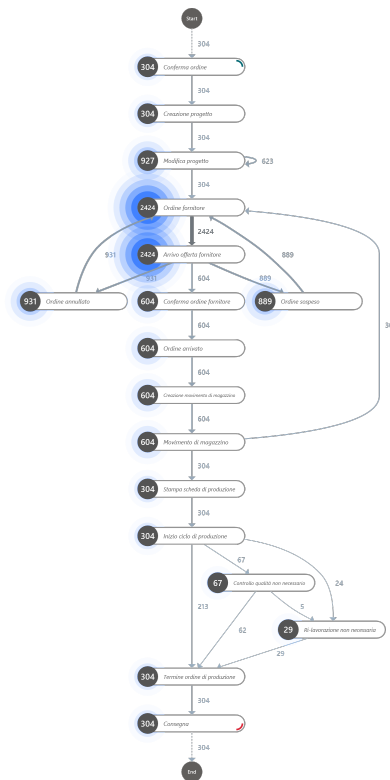 Start
304
304 Conferma ordine
304
304 Creazione progetto
304
927 Modifica progetto 623
304
2424 Ordine fornitore
2424
2424 Arrivo offerta fornitore
931 889
931 604 889
931 Ordine annullato
604 Conferma ordine fornitore
889 Ordine sospeso
604
604 Ordine arrivato
604
604 Creazione movimento di magazzino
604
604 Movimento di magazzino
304
304 Stampa scheda di produzione
304
304 Inizio ciclo di produzione
67
67 Controllo qualità non necessario
24
213
5
62
29 Ri-lavorazione non necessaria
29
304 Termine ordine di produzione
304
304 Consegna
304
End